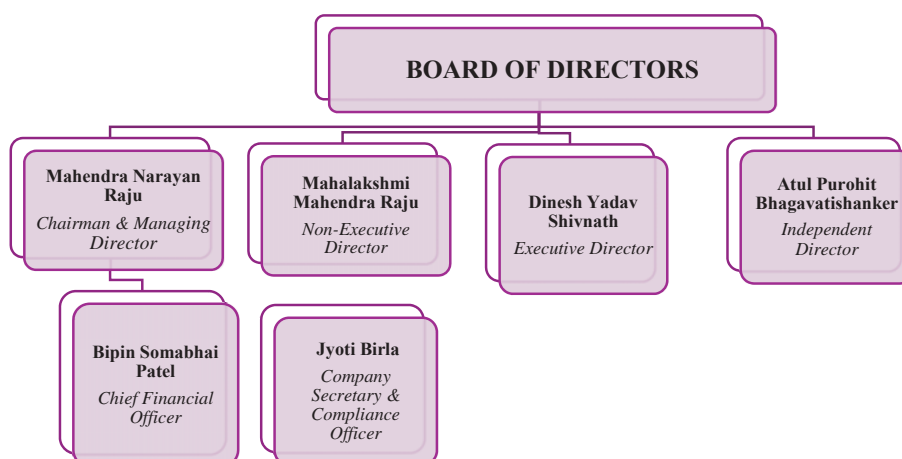 BOARD OF DIRECTORS
Mahendra Narayan
Raju
Chairman & Managing
Director
Mahalakshmi
Mahendra Raju
Non-Executive
Director
Dinesh Yadav
Shivnath
Executive Director
Atul Purohit
Bhagavatishanker
Independent
Director
Bipin Somabhai
Patel
Chief Financial
Officer
Jyoti Birla
Company
Secretary &
Compliance
Officer